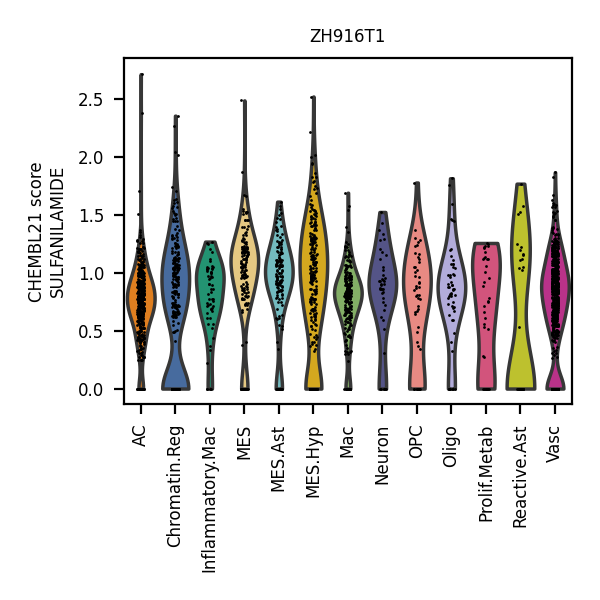 ZH916T1
CHEMBL21 score
SULFANILAMIDE
2.5
2.0
1.5
1.0
0.5
0.0
AC
Chromatin.Reg
Inflammatory.Mac
MES
MES.Ast
MES.Hyp
Mac
Neuron
OPC
Oligo
Prolif.Metab
Reactive.Ast
Vasc